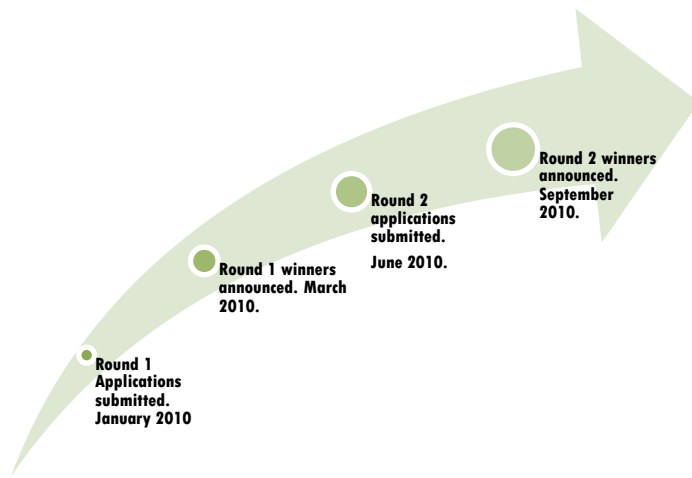 Round 1
Applications
submitted.
January 2010
Round 1 winners
announced. March
2010.
Round 2
applications
submitted.
June 2010.
Round 2 winners
announced.
September
2010.